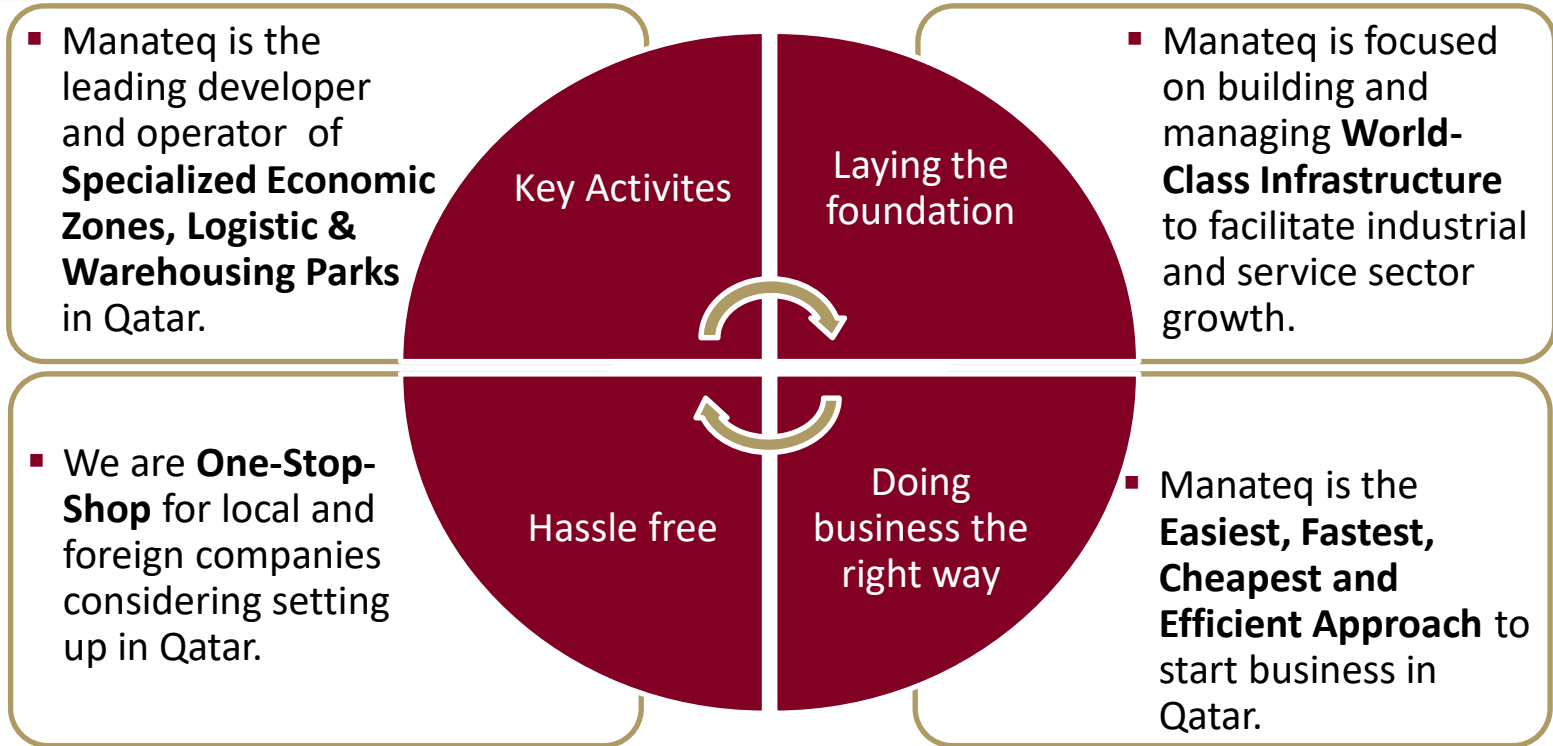 ▪ Manateq is the
leading developer
and operator of
Specialized Economic
Zones, Logistic &
Warehousing Parks
in Qatar.
Key Activites
Laying the
foundation
▪ Manateq is focused
on building and
managing World-
Class Infrastructure
to facilitate industrial
and service sector
growth.
▪ We are One-Stop-
Shop for local and
foreign companies
considering setting
up in Qatar.
Hassle free
Doing
business the
right way
▪ Manateq is the
Easiest, Fastest,
Cheapest and
Efficient Approach to
start business in
Qatar.